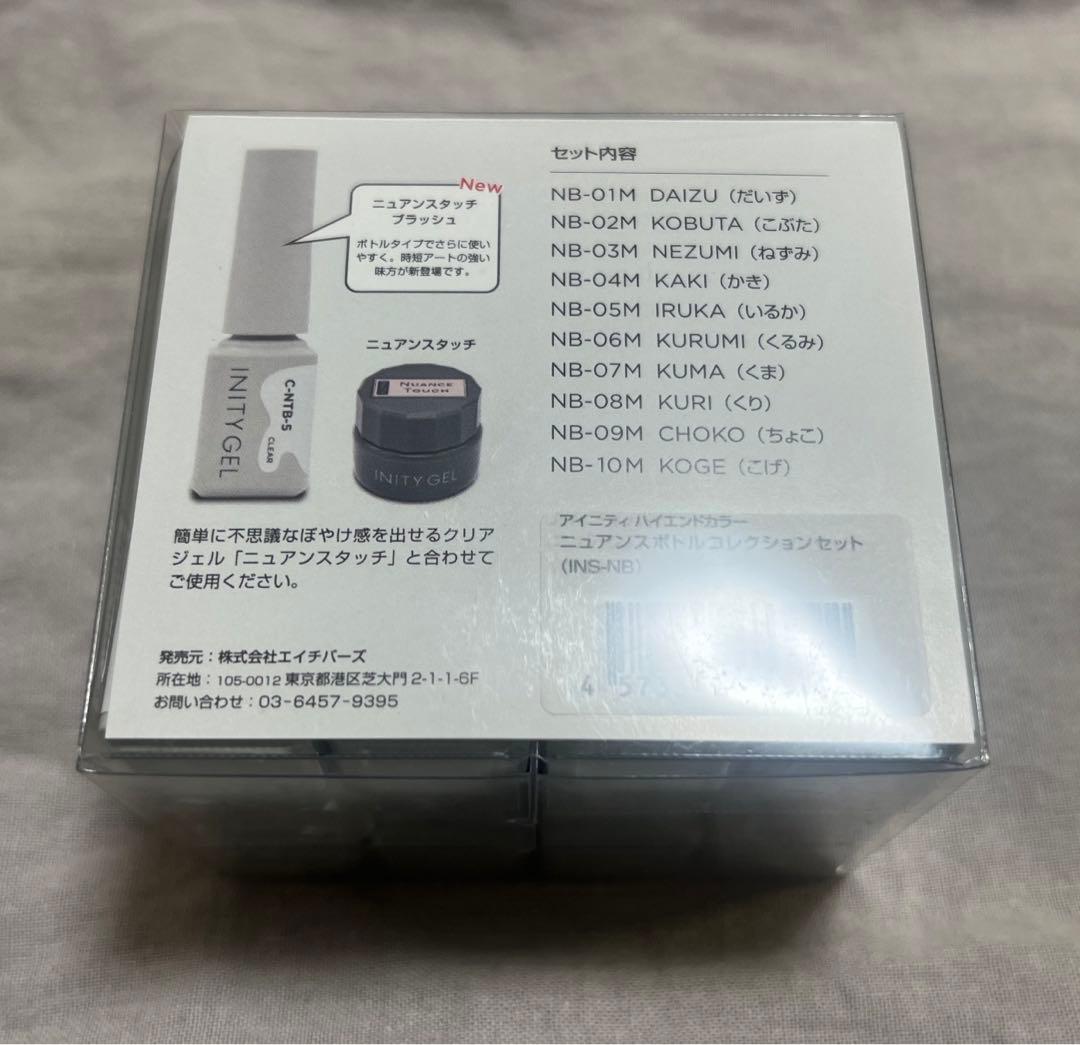 New
ニュアンスタッチ
ブラッシュ
ボトルタイプでさらに使い
やすく。時短アートの強い
味方が新登場です。
INITY GEL
C-NTB-5
CLEAR
ニュアンスタッチ
NUANCE
TOUCH
INITY GEL
簡単に不思議なぼやけ感を出せるクリア
ジェル「ニュアンスタッチ」と合わせて
ご使用ください。
発売元：株式会社エイチバーズ
所在地：105-0012 東京都港区芝大門 2-1-1-6F
お問い合わせ：03-6457-9395
セット内容
NB-01M DAIZU（だいず）
NB-02M KOBUTA（こぶた）
NB-03M NEZUMI（ねずみ）
NB-04M KAKI（かき）
NB-05M IRUKA（いるか）
NB-06M KURUMI（くるみ）
NB-07M KUMA（くま）
NB-08M KURI（くり）
NB-09M CHOKO（ちょこ）
NB-10M KOGE（こげ）
アイニティ ハイエンドカラー
ニュアンスボトルコレクションセット
（INS-NB）
4 573